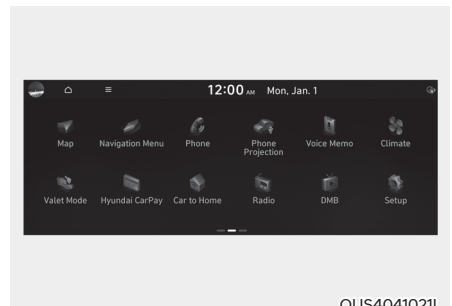 12:00 AM Mon, Jan. 1
Map Navigation Menu Phone Phone Projection Voice Memo Climate
Valet Mode Hyundai CarPay Car to Home Radio DMB Setup
OUS4041021L